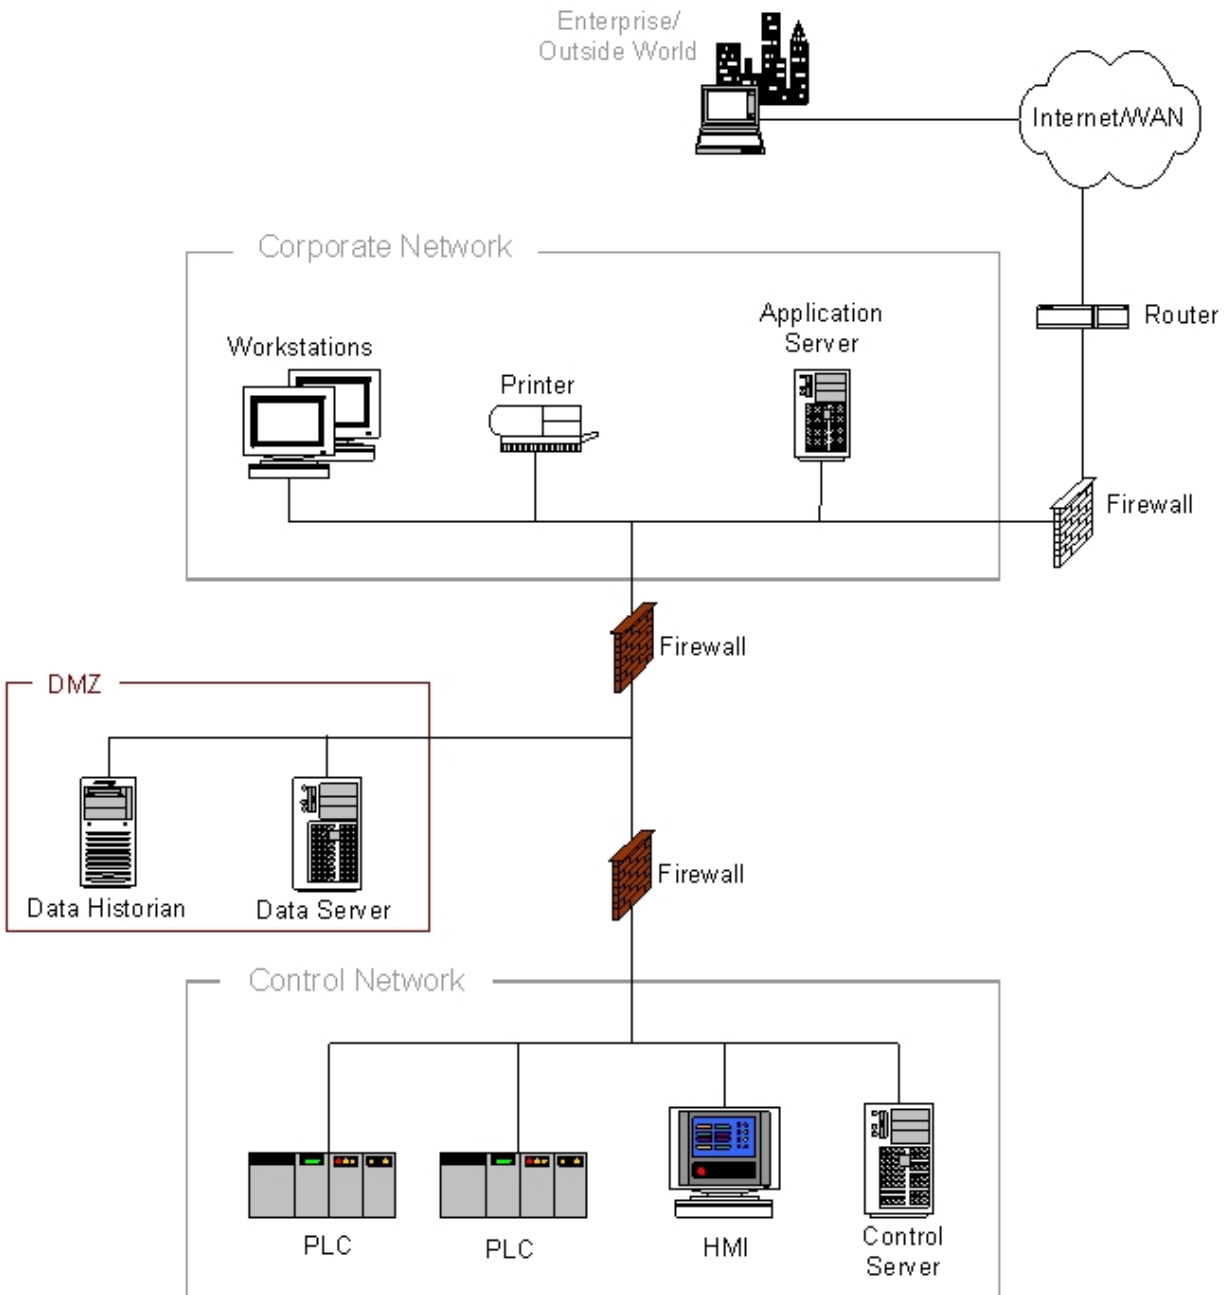 Enterprise/
Outside World
Internet/WAN
Corporate Network
Router
Application
Server
Workstations
Printer
Firewall
Firewall
DMZ
Firewall
Data Historian
Data Server
Control Network
PLC
PLC
HMI
Control
Server